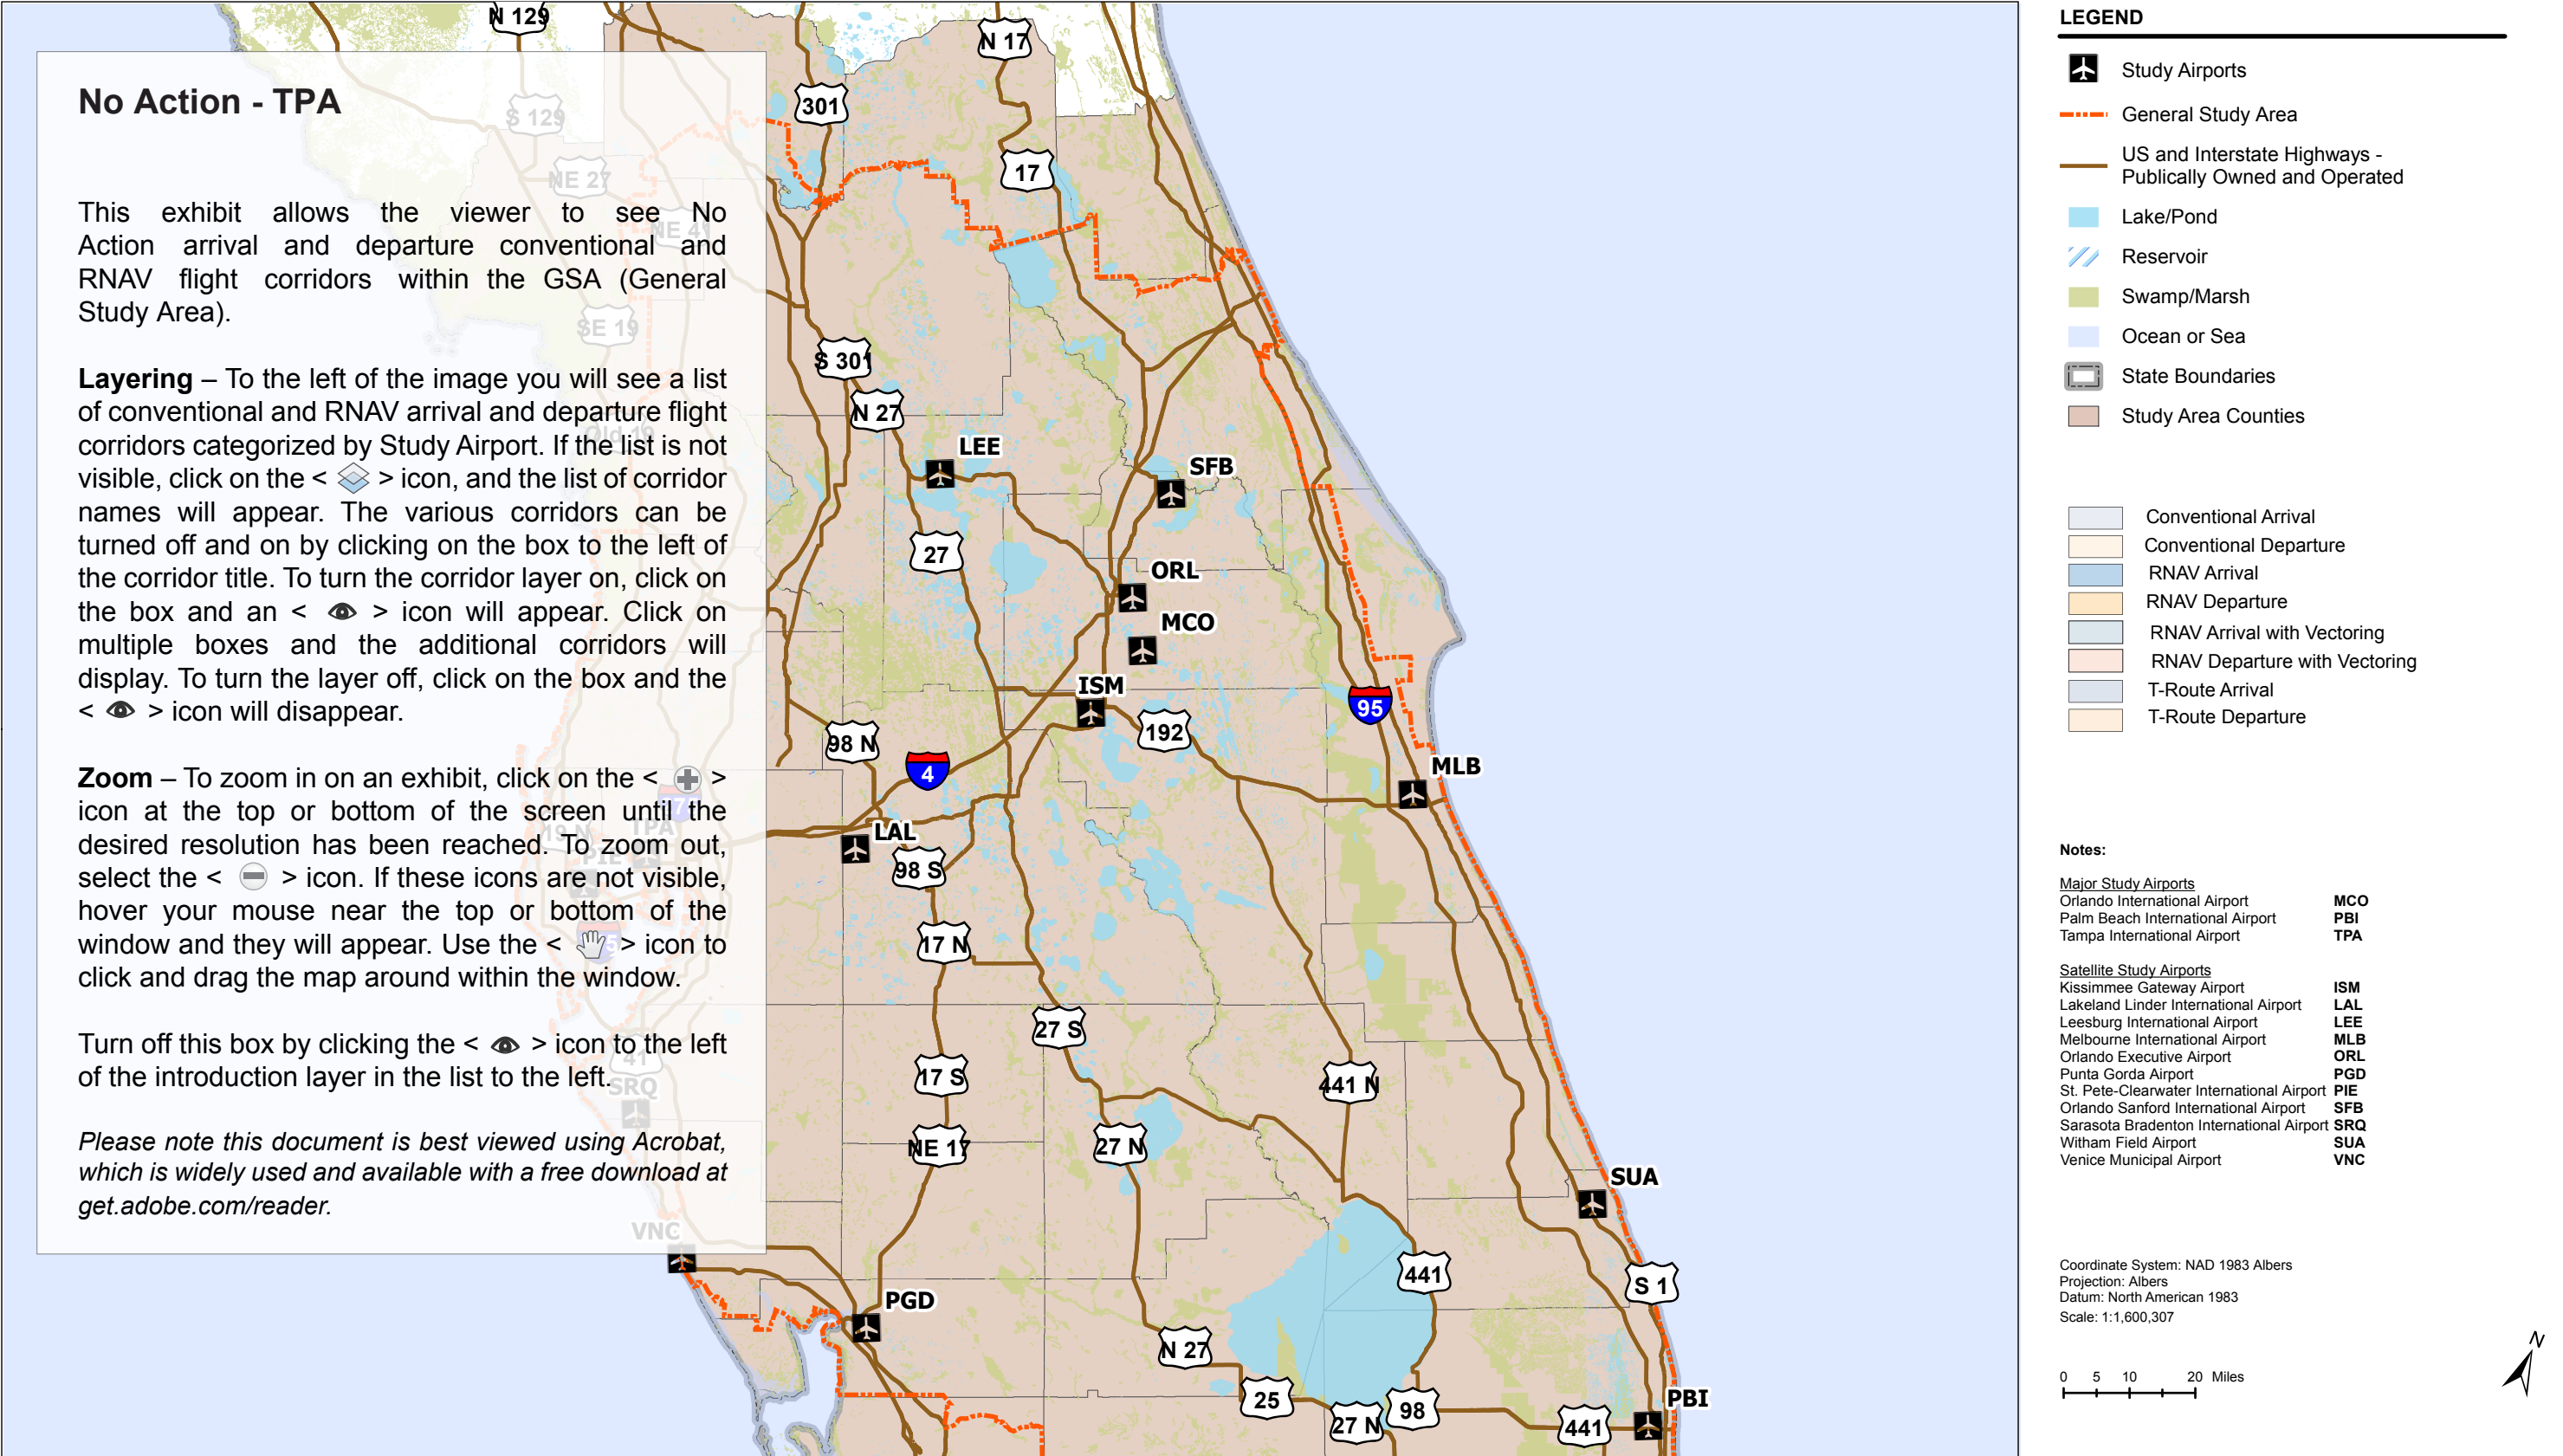 No Action - TPA
This exhibit allows the viewer to see No
Action arrival and departure conventional and
RNAV flight corridors within the GSA (General
Study Area).
Layering – To the left of the image you will see a list
of conventional and RNAV arrival and departure flight
corridors categorized by Study Airport. If the list is not
visible, click on the < > icon, and the list of corridor
names will appear. The various corridors can be
turned off and on by clicking on the box to the left of
the corridor title. To turn the corridor layer on, click on
the box and an < > icon will appear. Click on
multiple boxes and the additional corridors will
display. To turn the layer off, click on the box and the
< > icon will disappear.
Zoom – To zoom in on an exhibit, click on the < >
icon at the top or bottom of the screen until the
desired resolution has been reached. To zoom out,
select the < > icon. If these icons are not visible,
hover your mouse near the top or bottom of the
window and they will appear. Use the < > icon to
click and drag the map around within the window.
Turn off this box by clicking the < > icon to the left
of the introduction layer in the list to the left.
Please note this document is best viewed using Acrobat,
which is widely used and available with a free download at
get.adobe.com/reader.
N 129
S 129
NE 27
NE 41
SE 19
Old 19
19 N
TPA
PIE
41
SRQ
VNC
N 17
301
17
S 301
N 27
LEE
SFB
27
ORL
MCO
ISM
95
192
98 N
4
MLB
LAL
98 S
17 N
27 S
17 S
441 N
NE 17
27 N
SUA
441
S 1
PGD
N 27
25
27 N
98
441
PBI
LEGEND
Study Airports
General Study Area
US and Interstate Highways -
Publically Owned and Operated
Lake/Pond
Reservoir
Swamp/Marsh
Ocean or Sea
State Boundaries
Study Area Counties
Conventional Arrival
Conventional Departure
RNAV Arrival
RNAV Departure
RNAV Arrival with Vectoring
RNAV Departure with Vectoring
T-Route Arrival
T-Route Departure
Notes:
Major Study Airports
Orlando International Airport MCO
Palm Beach International Airport PBI
Tampa International Airport TPA
Satellite Study Airports
Kissimmee Gateway Airport ISM
Lakeland Linder International Airport LAL
Leesburg International Airport LEE
Melbourne International Airport MLB
Orlando Executive Airport ORL
Punta Gorda Airport PGD
St. Pete-Clearwater International Airport PIE
Orlando Sanford International Airport SFB
Sarasota Bradenton International Airport SRQ
Witham Field Airport SUA
Venice Municipal Airport VNC
Coordinate System: NAD 1983 Albers
Projection: Albers
Datum: North American 1983
Scale: 1:1,600,307
0 5 10 20 Miles
N